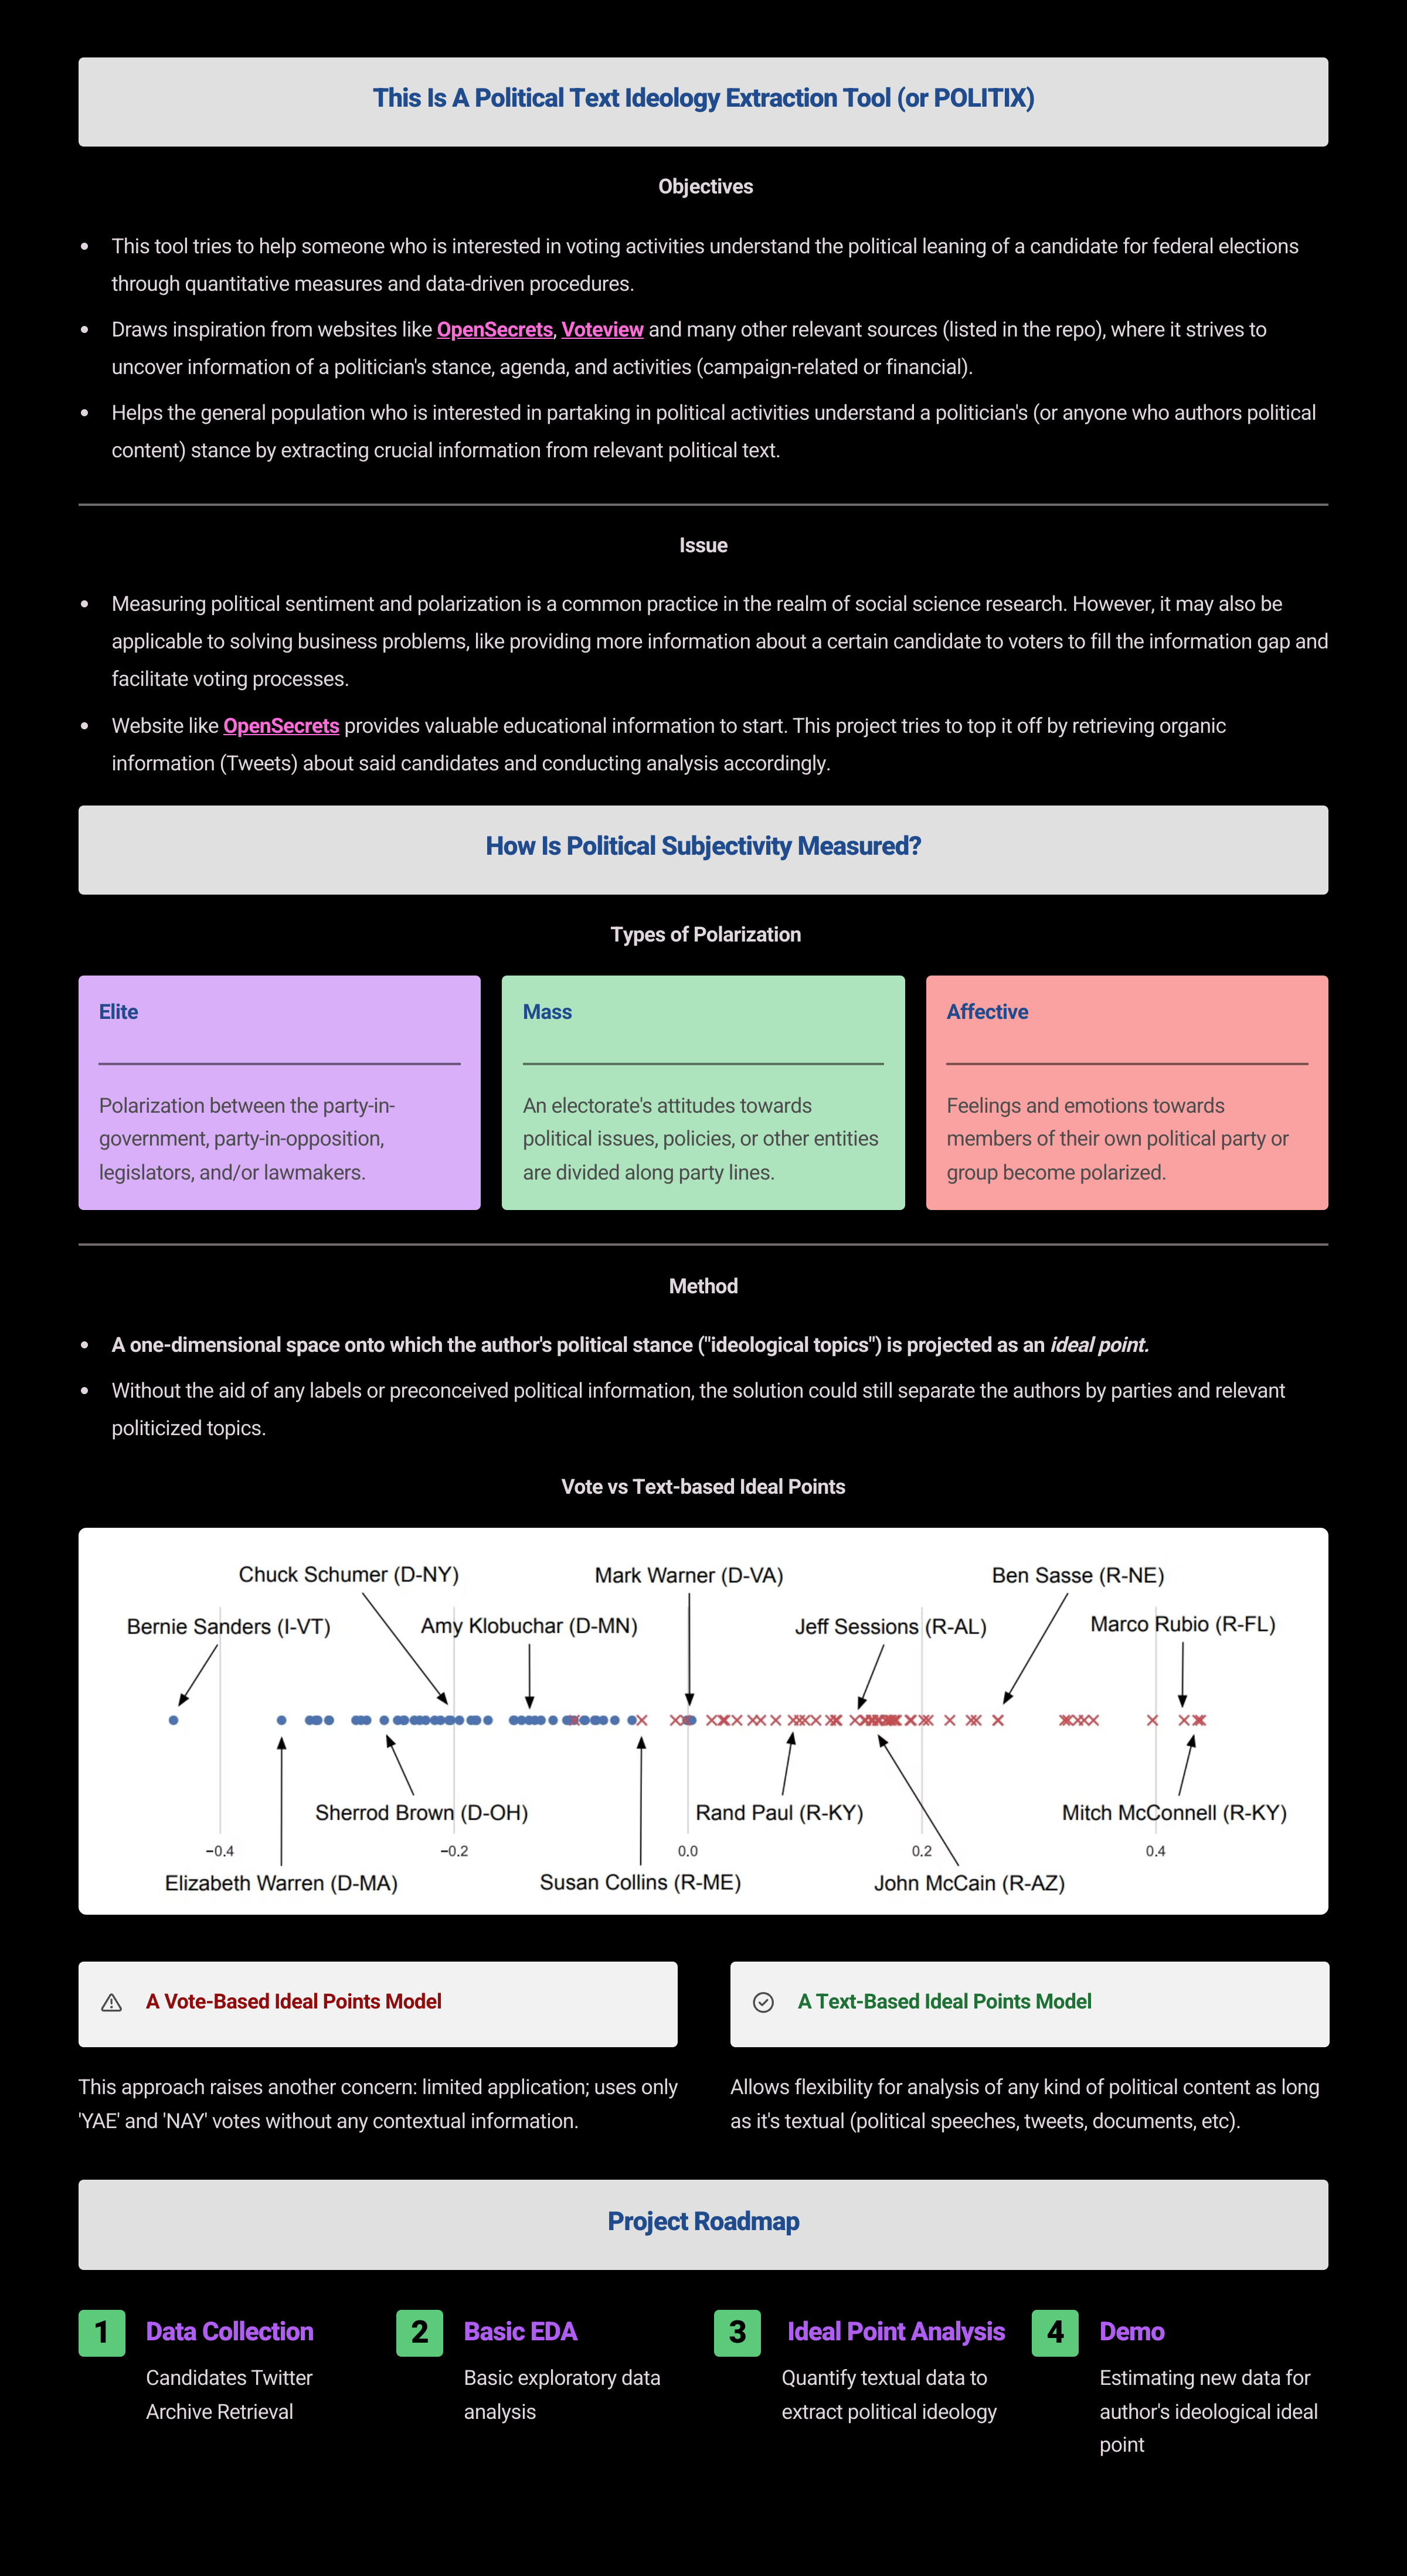 This Is A Political Text Ideology Extraction Tool (or POLITIX)
Objectives
This tool tries to help someone who is interested in voting activities understand the political leaning of a candidate for federal elections
through quantitative measures and data-driven procedures.
Draws inspiration from websites like OpenSecrets, Voteview and many other relevant sources (listed in the repo), where it strives to
uncover information of a politician's stance, agenda, and activities (campaign-related or financial).
Helps the general population who is interested in partaking in political activities understand a politician's (or anyone who authors political
content) stance by extracting crucial information from relevant political text.
Issue
Measuring political sentiment and polarization is a common practice in the realm of social science research. However, it may also be
applicable to solving business problems, like providing more information about a certain candidate to voters to fill the information gap and
facilitate voting processes.
Website like OpenSecrets provides valuable educational information to start. This project tries to top it off by retrieving organic
information (Tweets) about said candidates and conducting analysis accordingly.
How Is Political Subjectivity Measured?
Types of Polarization
Elite
Polarization between the party-in-
government, party-in-opposition,
legislators, and/or lawmakers.
Mass
An electorate's attitudes towards
political issues, policies, or other entities
are divided along party lines.
Affective
Feelings and emotions towards
members of their own political party or
group become polarized.
Method
A one-dimensional space onto which the author's political stance ("ideological topics") is projected as an ideal point.
Without the aid of any labels or preconceived political information, the solution could still separate the authors by parties and relevant
politicized topics.
Vote vs Text-based Ideal Points
Chuck Schumer (D-NY)
Mark Warner (D-VA)
Ben Sasse (R-NE)
Bernie Sanders (I-VT)
Amy Klobuchar (D-MN)
Jeff Sessions (R-AL)
Marco Rubio (R-FL)
Sherrod Brown (D-OH)
Rand Paul (R-KY)
Mitch McConnell (R-KY)
−0.4
−0.2
0.0
0.2
0.4
Elizabeth Warren (D-MA)
Susan Collins (R-ME)
John McCain (R-AZ)
A Vote-Based Ideal Points Model
This approach raises another concern: limited application; uses only
'YAE' and 'NAY' votes without any contextual information.
A Text-Based Ideal Points Model
Allows flexibility for analysis of any kind of political content as long
as it's textual (political speeches, tweets, documents, etc).
Project Roadmap
1
Data Collection
Candidates Twitter
Archive Retrieval
2
Basic EDA
Basic exploratory data
analysis
3
Ideal Point Analysis
Quantify textual data to
extract political ideology
4
Demo
Estimating new data for
author's ideological ideal
point